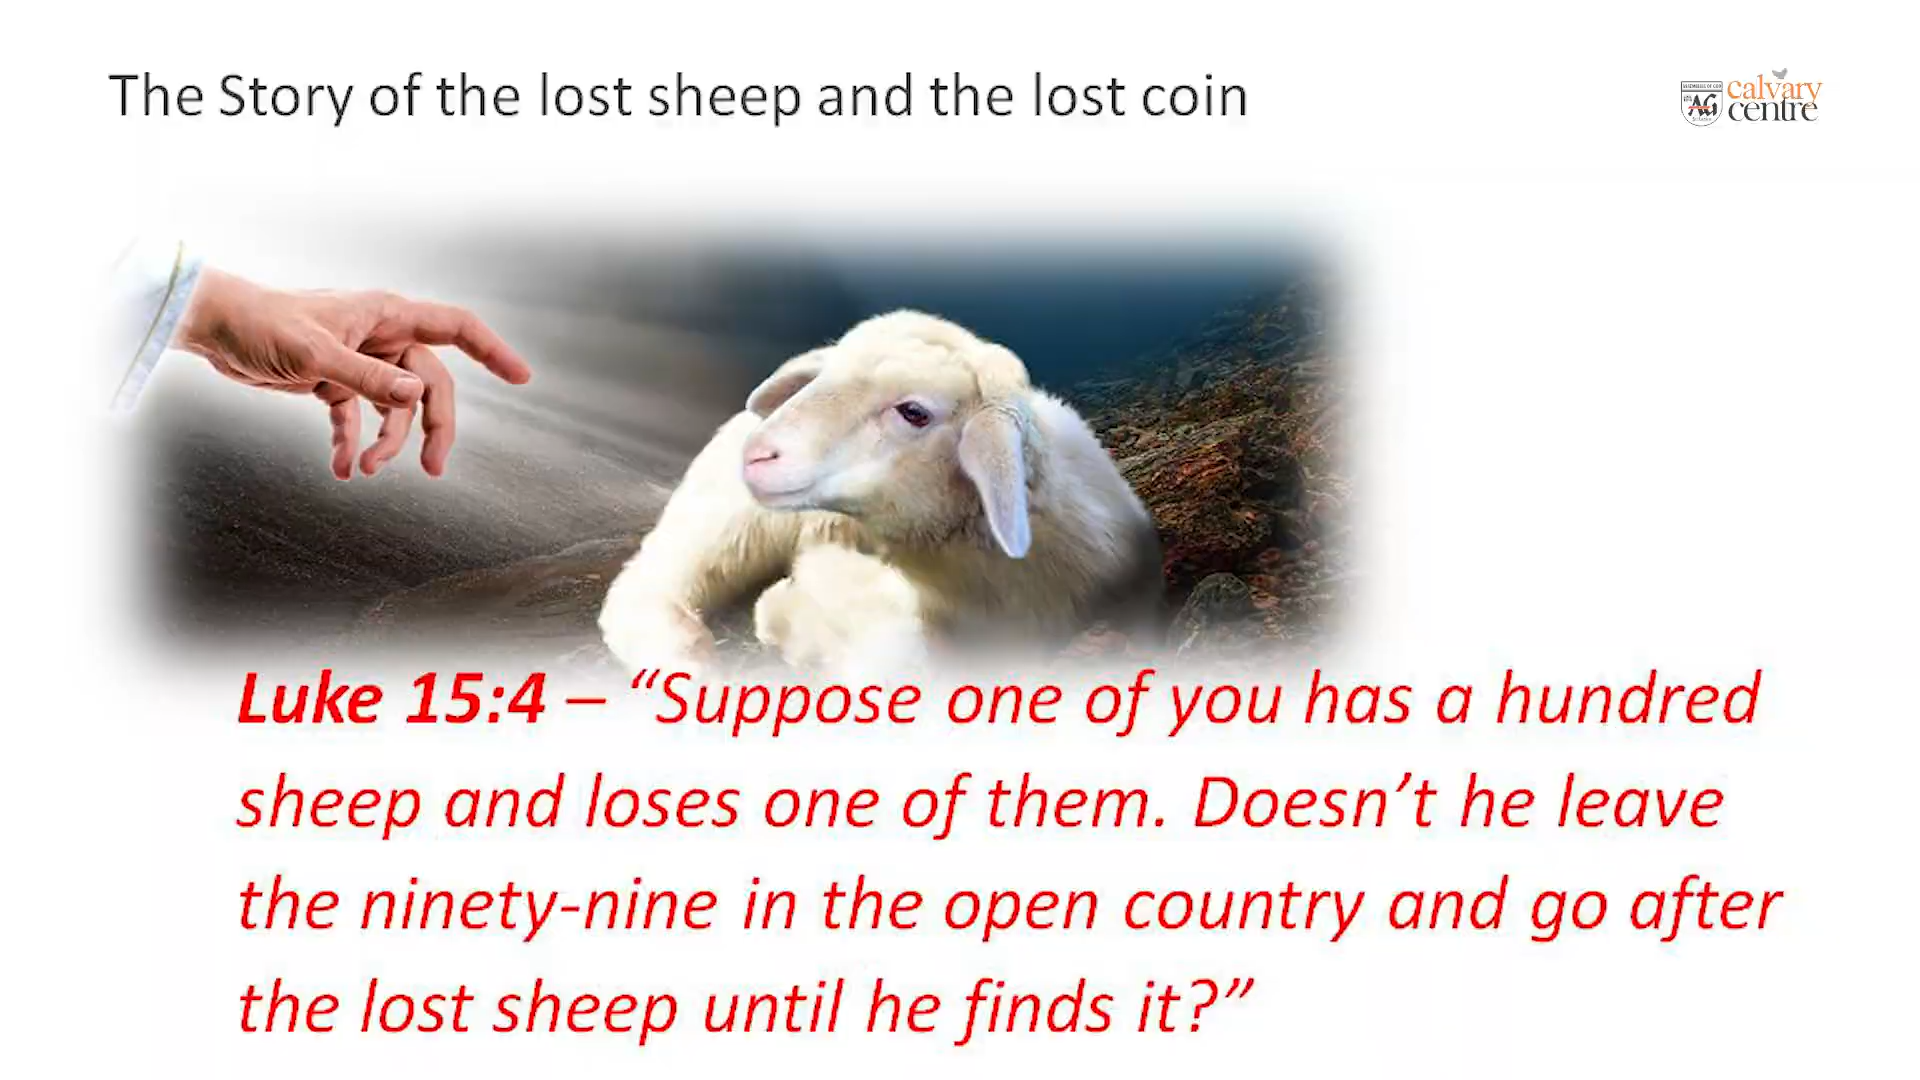 The Story of the lost sheep and the lost coin
calvary
centre
AG
Luke 15:4 – “Suppose one of you has a hundred
sheep and loses one of them. Doesn’t he leave
the ninety-nine in the open country and go after
the lost sheep until he finds it?”